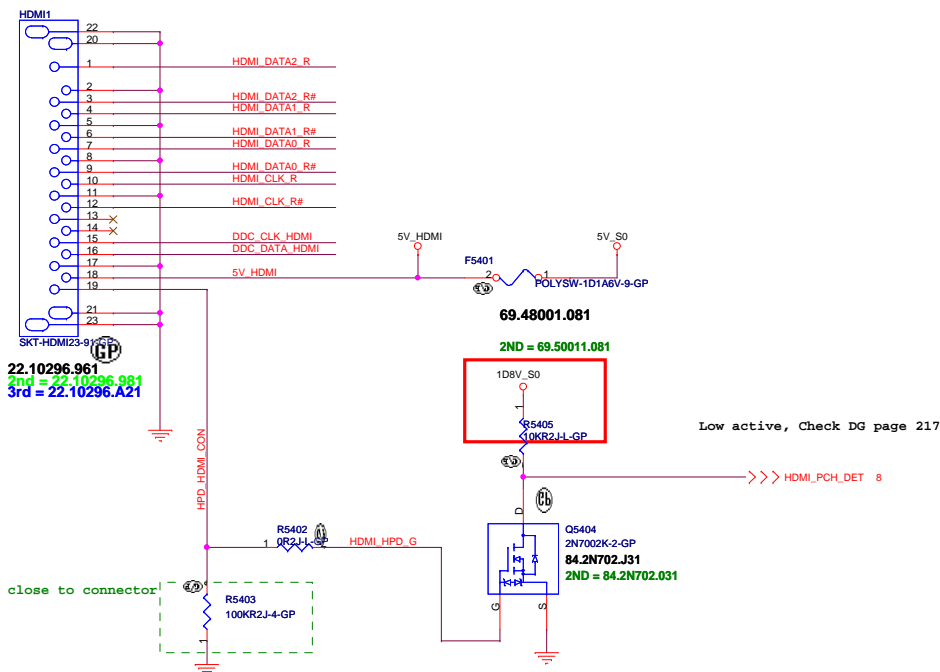 HDMI1
22
20
1 HDMI_DATA2_R
2
3 HDMI_DATA2_R#
4 HDMI_DATA1_R
5
6 HDMI_DATA1_R#
7 HDMI_DATA0_R
8
9 HDMI_DATA0_R#
10 HDMI_CLK_R
11
12 HDMI_CLK_R#
13
14
15 DDC_CLK_HDMI
16 DDC_DATA_HDMI
17
18 5V_HDMI
19
21
23
SKT-HDMI23-91-GP
GP
22.10296.961
2nd = 22.10296.981
3rd = 22.10296.A21
5V_HDMI
5V_S0
F5401
2 1
POLYSW-1D1A6V-9-GP
69.48001.081
2ND = 69.50011.081
1D8V_S0
1
R5405
10KR2J-L-GP
Low active, Check DG page 217
HDMI_PCH_DET 8
HPD_HDMI_CON
D
Q5404
2N7002K-2-GP
84.2N702.J31
2ND = 84.2N702.031
G
S
R5402
1 0R2J-L-GP
HDMI_HPD_G
close to connector
R5403
100KR2J-4-GP
1